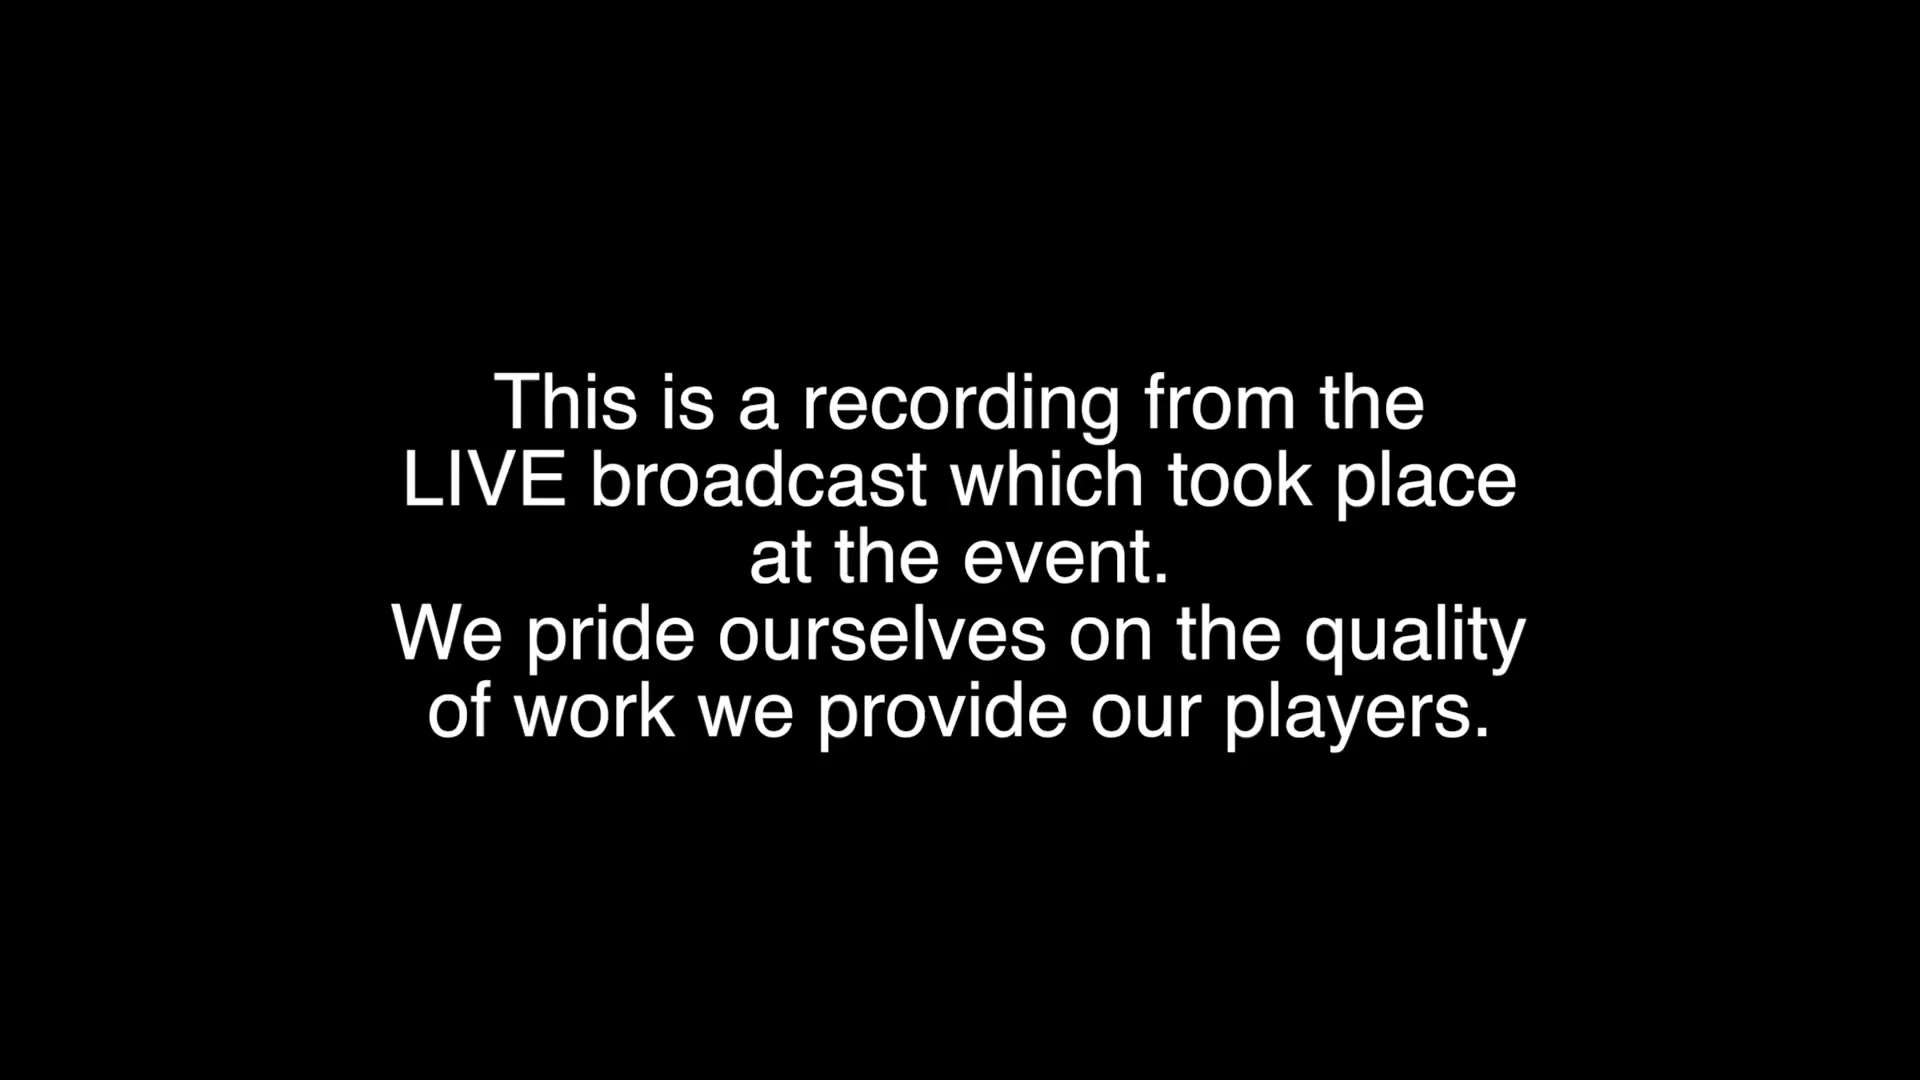 This is a recording from the
LIVE broadcast which took place
at the event.
We pride ourselves on the quality
of work we provide our players.